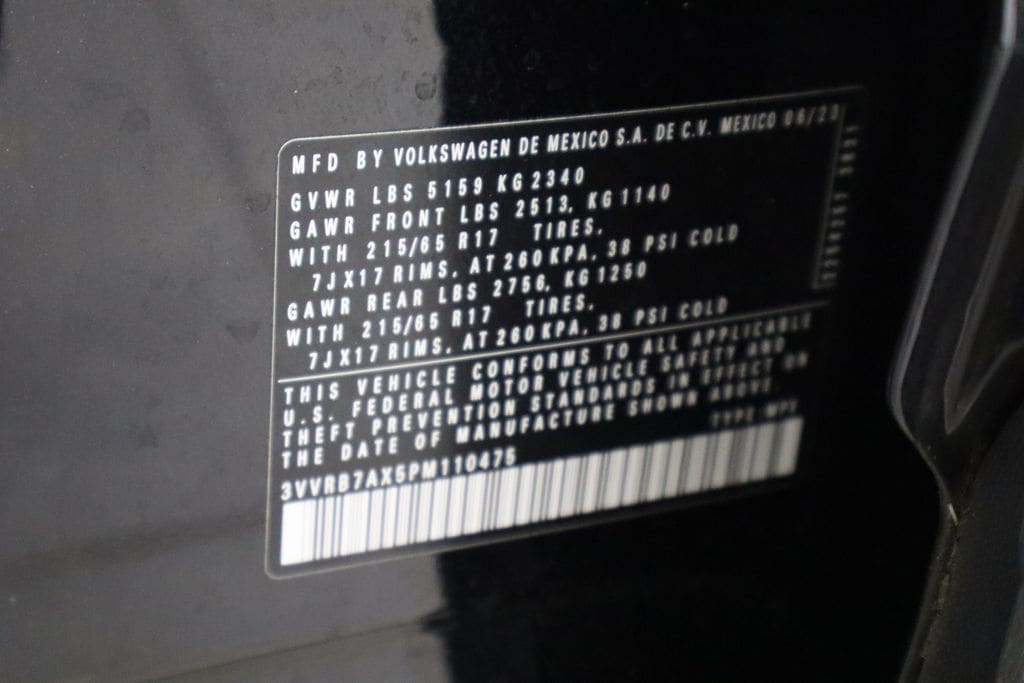 MFD BY VOLKSWAGEN DE MEXICO S.A. DE C.V. MEXICO 06/23
GVWR LBS 5159 KG 2340
GAWR FRONT LBS 2513, KG 1140
WITH 215/65 R17 TIRES,
7JX17 RIMS, AT 260 KPA, 38 PSI COLD
GAWR REAR LBS 2756, KG 1250
WITH 215/65 R17 TIRES,
7JX17 RIMS, AT 260 KPA, 38 PSI COLD
THIS VEHICLE CONFORMS TO ALL APPLICABLE
U.S. FEDERAL MOTOR VEHICLE SAFETY AND
THEFT PREVENTION STANDARDS IN EFFECT ON
THE DATE OF MANUFACTURE SHOWN ABOVE.
TYPE: MPV
3VVRB7AX5PM110475